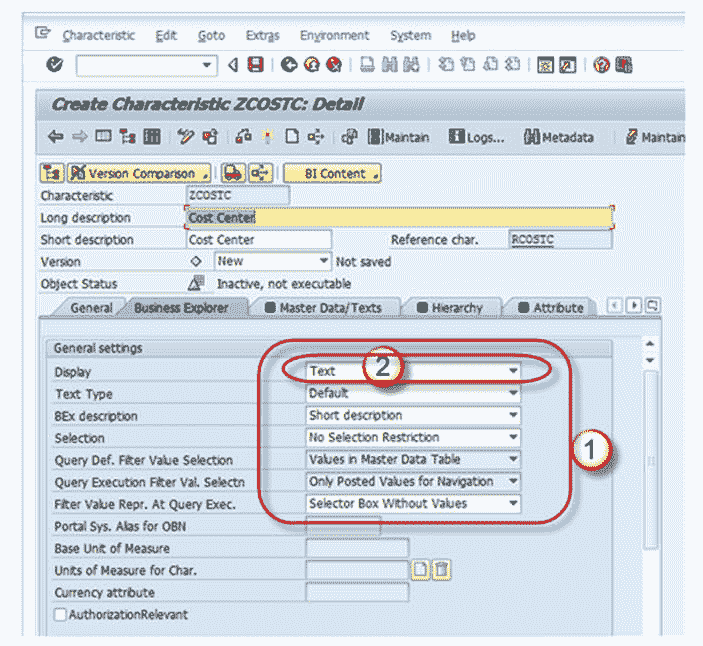 Characteristic Edit Goto Extras Environment System Help
Create Characteristic ZCOSTC: Detail
Maintain Logs... Metadata Maintain
Version Comparison BI Content
Characteristic ZCOSTC
Long description Cost Center
Short description Cost Center Reference char. RCOSTC
Version New Not saved
Object Status Inactive, not executable
General Business Explorer Master Data/Texts Hierarchy Attribute
General settings
Display Text 2
Text Type Default
BEx description Short description
Selection No Selection Restriction 1
Query Def. Filter Value Selection Values in Master Data Table
Query Execution Filter Val. Selectn Only Posted Values for Navigation
Filter Value Repr. At Query Exec. Selector Box Without Values
Portal Sys. Alas for OBN
Base Unit of Measure
Units of Measure for Char.
Currency attribute
AuthorizationRelevant